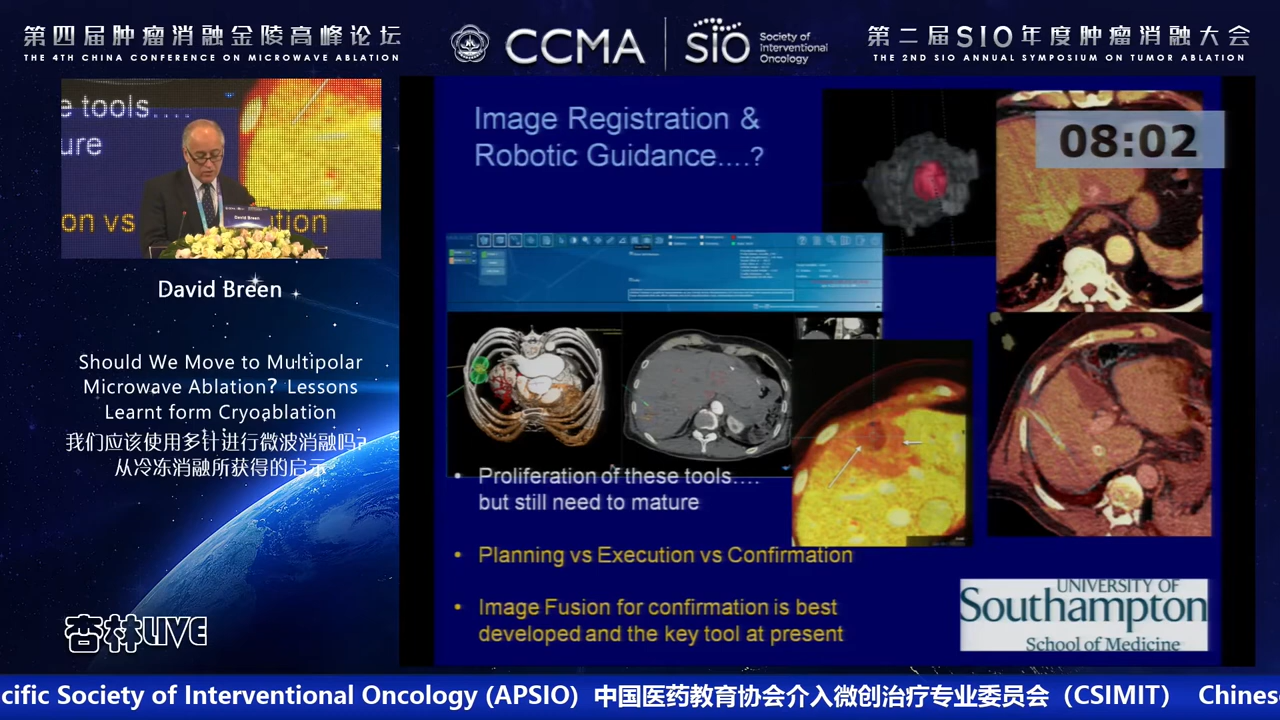 第四届肿瘤消融金陵高峰论坛
THE 4TH CHINA CONFERENCE ON MICROWAVE ABLATION
CCMA
SIO Society of Interventional Oncology
第二届SIO年度肿瘤消融大会
THE 2ND SIO ANNUAL SYMPOSIUM ON TUMOR ABLATION
e tools....
ure
on vs
tion
David Breen
David Breen
Should We Move to Multipolar
Microwave Ablation? Lessons
Learnt form Cryoablation
我们应该使用多针进行微波消融吗?
从冷冻消融所获得的启示
杏林LIVE
Image Registration &
Robotic Guidance....?
08:02
• Proliferation of these tools....
but still need to mature
• Planning vs Execution vs Confirmation
• Image Fusion for confirmation is best
developed and the key tool at present
UNIVERSITY OF
Southampton
School of Medicine
cific Society of Interventional Oncology (APSIO) 中国医药教育协会介入微创治疗专业委员会（CSIMIT） Chines